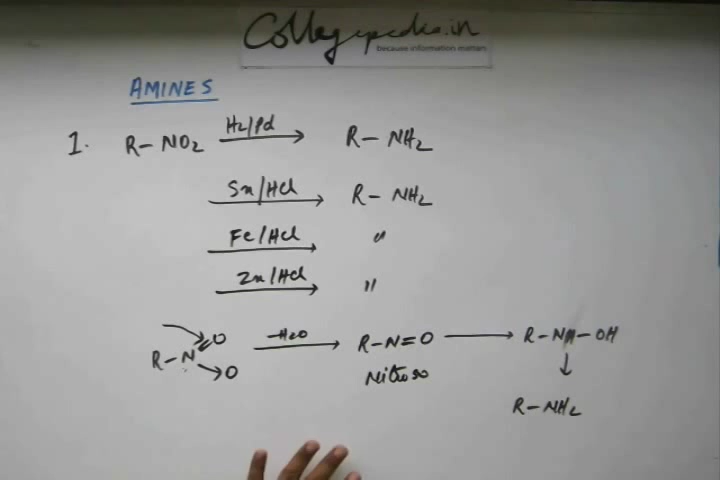 Collegepedia.in
because information matters
AMINES
1. R-NO2 H2/Pd → R-NH2
Sn/HCl → R-NH2
Fe/HCl → "
Zn/HCl → "
R-N=O → O -H2O → R-N=O → R-NH-OH
Nitroso ↓
R-NH2